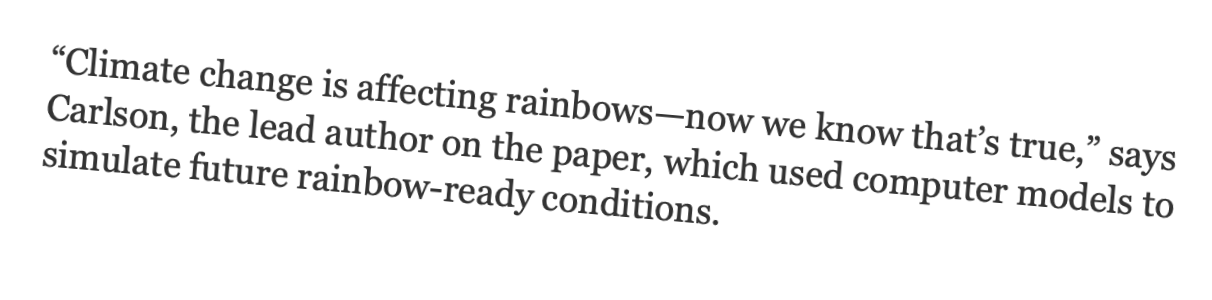 “Climate change is affecting rainbows—now we know that’s true,” says
Carlson, the lead author on the paper, which used computer models to
simulate future rainbow-ready conditions.